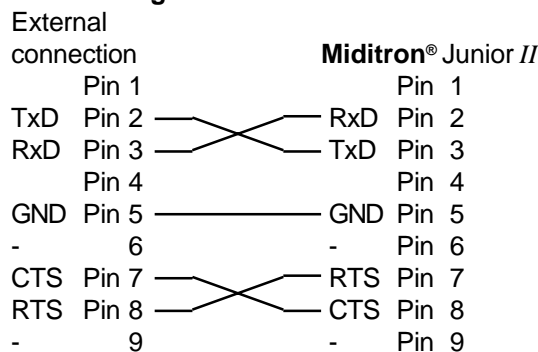 External
connection Miditron® Junior II
Pin 1 Pin 1
TxD Pin 2 RxD Pin 2
RxD Pin 3 TxD Pin 3
Pin 4 Pin 4
GND Pin 5 GND Pin 5
- 6 - Pin 6
CTS Pin 7 RTS Pin 7
RTS Pin 8 CTS Pin 8
- 9 - Pin 9